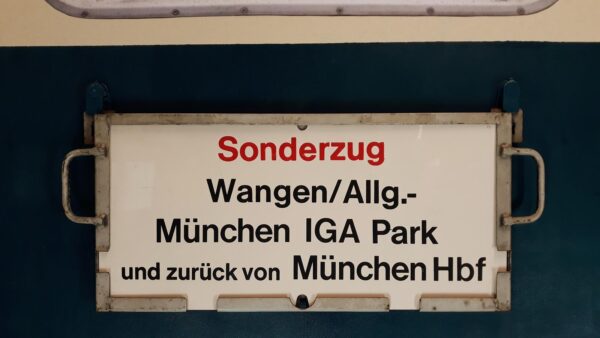 Sonderzug
Wangen/Allg.-
München IGA Park
und zurück von München Hbf